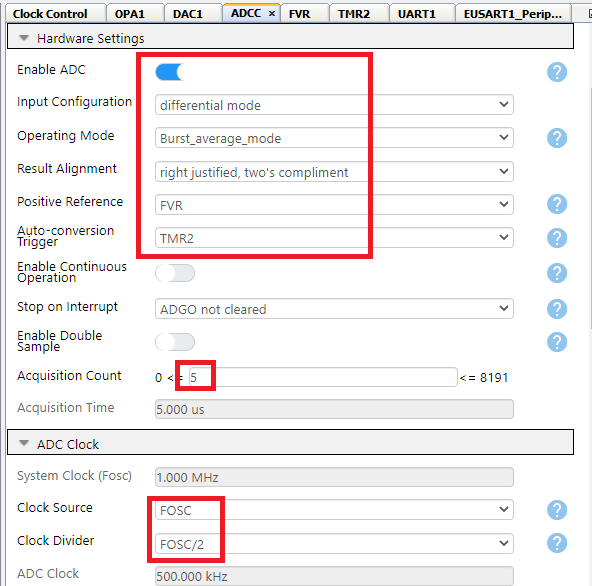 Clock Control OPA1 DAC1 ADCC × FVR TMR2 UART1 EUSART1_Perip...
Hardware Settings
Enable ADC
?
Input Configuration differential mode
Operating Mode Burst_average_mode ?
Result Alignment right justified, two's compliment
Positive Reference FVR ?
Auto-conversion
Trigger TMR2 ?
Enable Continuous
Operation ?
Stop on Interrupt ADGO not cleared ?
Enable Double
Sample ?
Acquisition Count 0 <= 5 <= 8191
Acquisition Time 5.000 us
ADC Clock
System Clock (Fosc) 1.000 MHz
Clock Source FOSC ?
Clock Divider FOSC/2 ?
ADC Clock 500.000 kHz